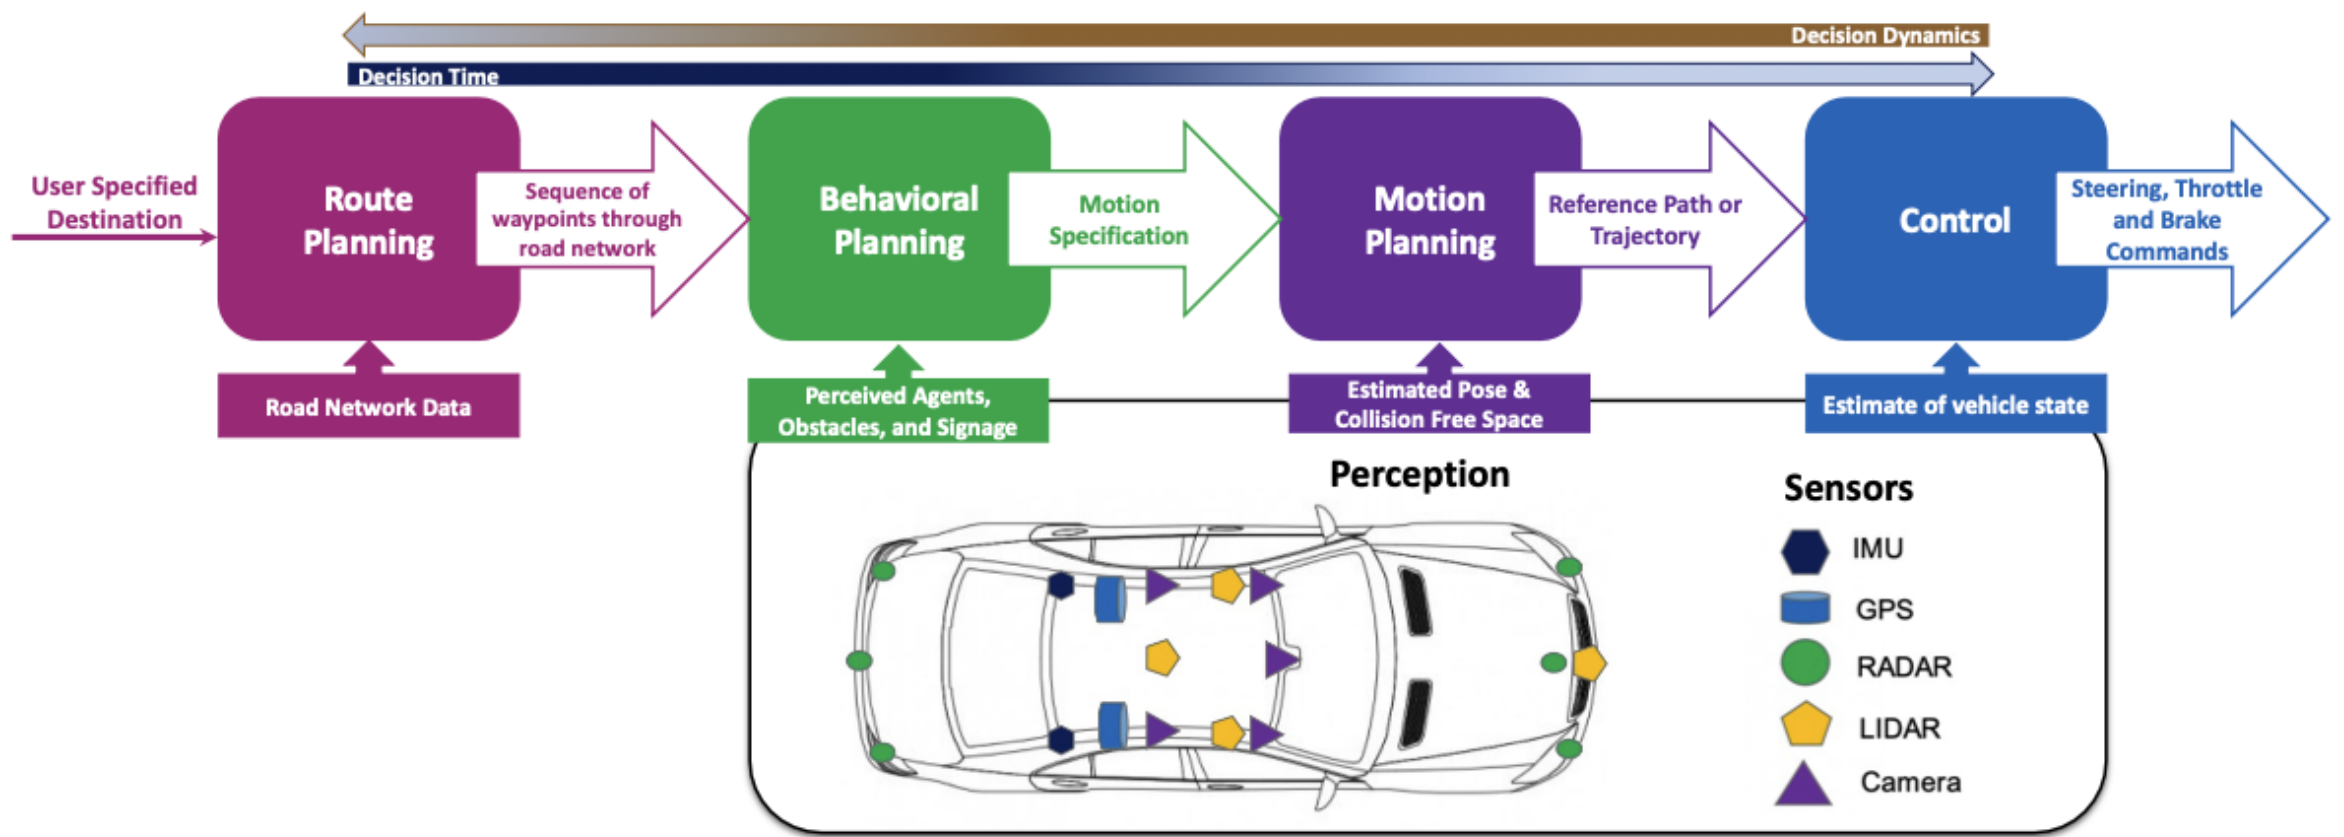 Decision Dynamics
Decision Time
User Specified
Destination
Route
Planning
Sequence of
waypoints through
road network
Behavioral
Planning
Motion
Specification
Motion
Planning
Reference Path or
Trajectory
Control
Steering, Throttle
and Brake
Commands
Road Network Data
Perceived Agents,
Obstacles, and Signage
Estimated Pose &
Collision Free Space
Estimate of vehicle state
Perception
Sensors
IMU
GPS
RADAR
LIDAR
Camera